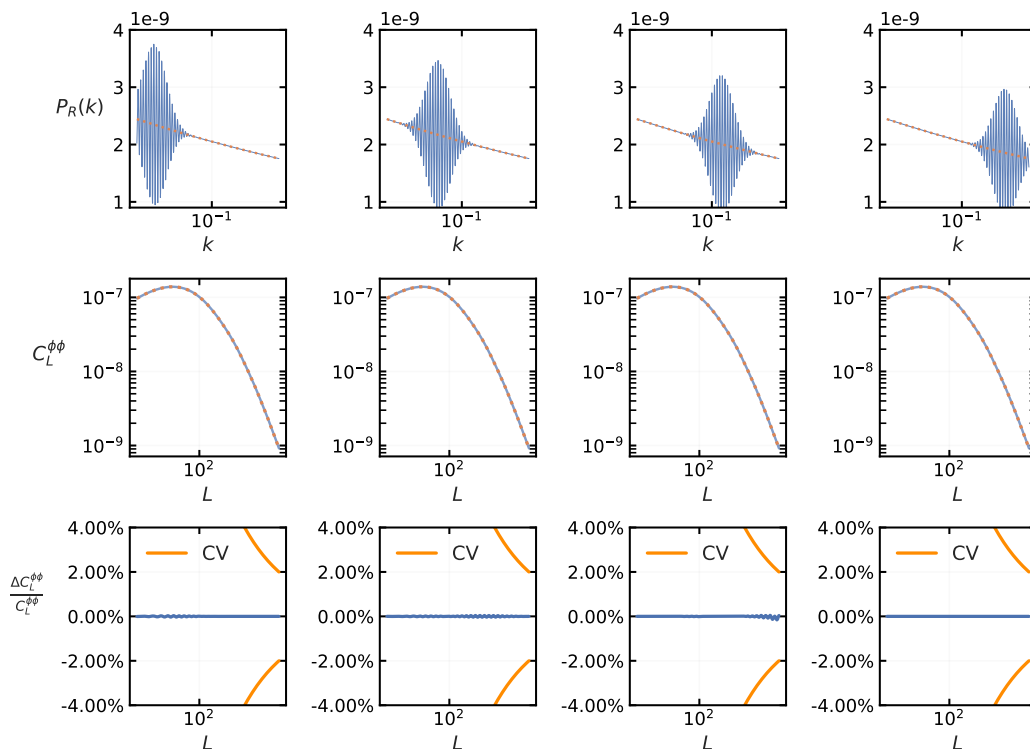 1e-9 1e-9 1e-9 1e-9
4 4 4 4
3 3 3 3
P_R(k)
2 2 2 2
1 1 1 1
10^{-1} 10^{-1} 10^{-1} 10^{-1}
k k k k
10^{-7} 10^{-7} 10^{-7} 10^{-7}
C_L^{ϕϕ}
10^{-8} 10^{-8} 10^{-8} 10^{-8}
10^{-9} 10^{-9} 10^{-9} 10^{-9}
10^2 10^2 10^2 10^2
L L L L
4.00% 4.00% 4.00% 4.00%
CV CV CV CV
2.00% 2.00% 2.00% 2.00%
ΔC_L^{ϕϕ}
C_L^{ϕϕ}
0.00% 0.00% 0.00% 0.00%
-2.00% -2.00% -2.00% -2.00%
-4.00% -4.00% -4.00% -4.00%
10^2 10^2 10^2 10^2
L L L L